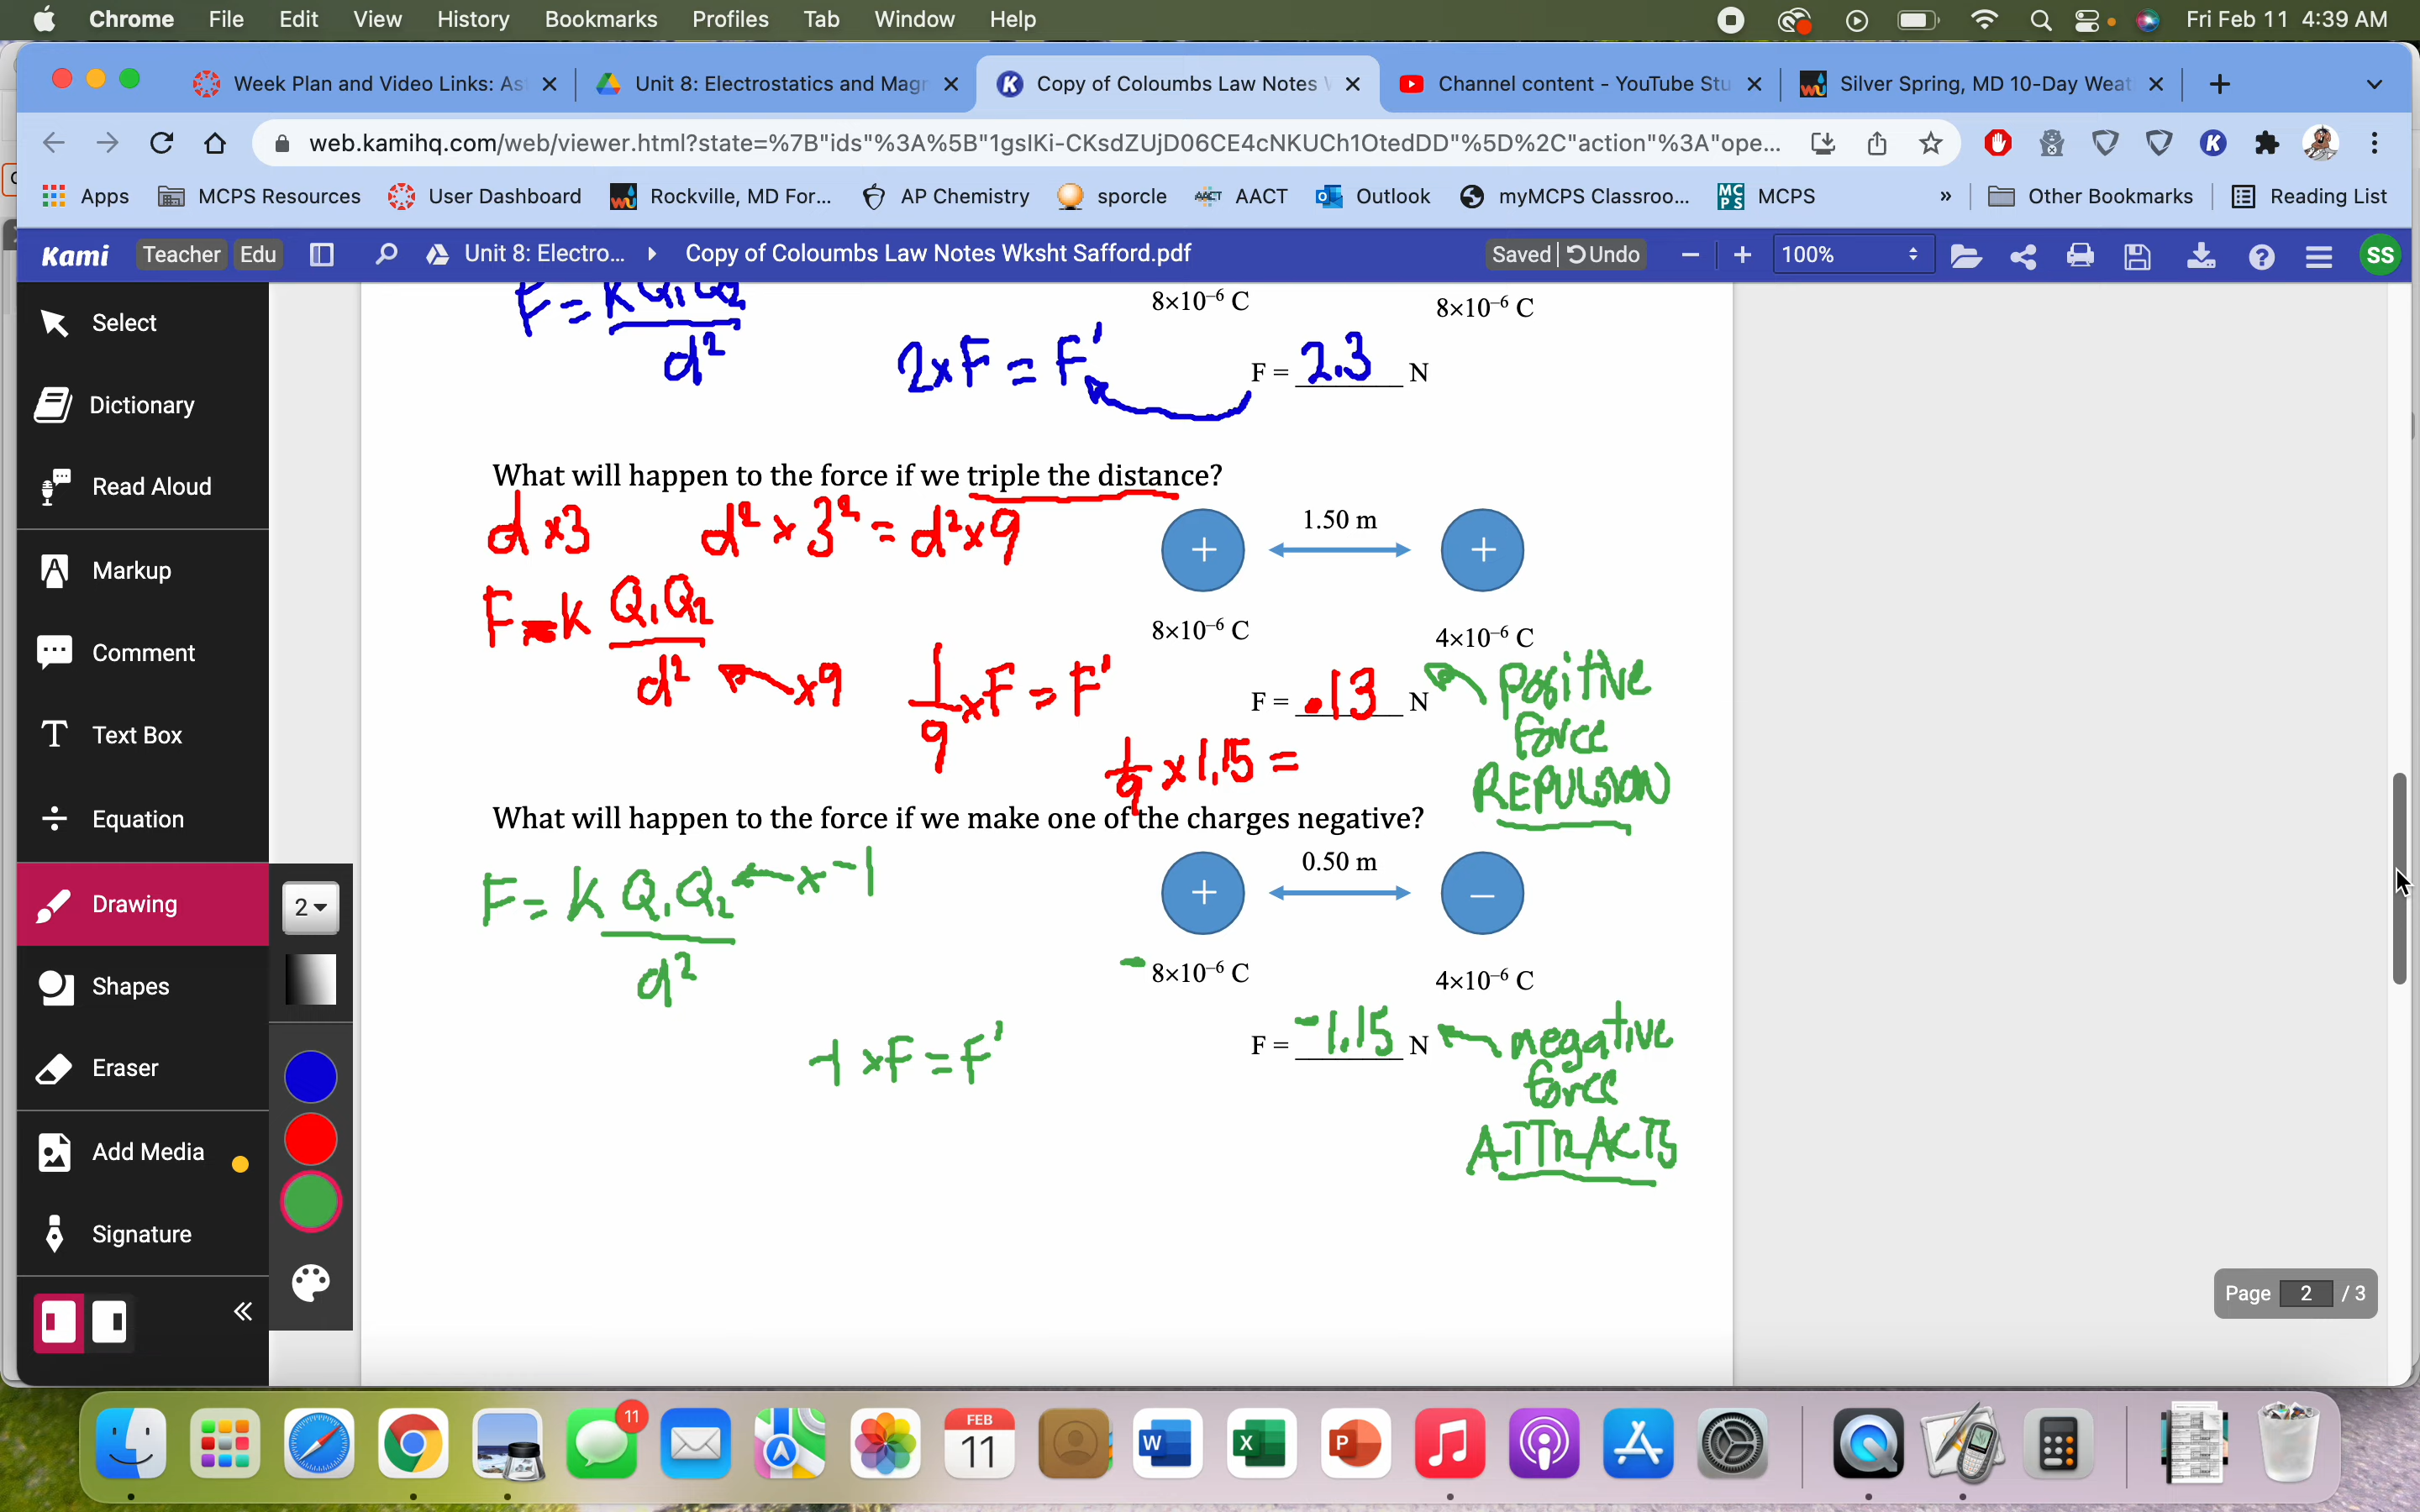 Chrome File Edit View History Bookmarks Profiles Tab Window Help Fri Feb 11 4:39 AM
Week Plan and Video Links: As Unit 8: Electrostatics and Magn Copy of Coloumbs Law Notes W Channel content - YouTube Stu Silver Spring, MD 10-Day Weat
web.kamihq.com/web/viewer.html?state=%7B"ids"%3A%5B"1gslKi-CKsdZUjD06CE4cNKUCh1OtedDD"%5D%2C"action"%3A"ope...
Apps MCPS Resources User Dashboard Rockville, MD For... AP Chemistry sporcle AACT Outlook myMCPS Classroo... MCPS » Other Bookmarks Reading List
Kami Teacher Edu Unit 8: Electro... Copy of Coloumbs Law Notes Wksht Safford.pdf Saved Undo − + 100% SS
Select
Dictionary
Read Aloud
Markup
Comment
Text Box
Equation
Drawing
2
Shapes
Eraser
Add Media
Signature
F = kQ₁Q₂
d²
8×10⁻⁶ C 8×10⁻⁶ C
2xF = F'
F = 2.3 N
What will happen to the force if we triple the distance?
d x3 d² x 3² = d² x 9
1.50 m
+ +
F = k Q₁Q₂
d² x9
8×10⁻⁶ C 4×10⁻⁶ C
1/9 xF = F'
F = .13 N
positive
force
REPULSION
1/9 x 1.15 =
What will happen to the force if we make one of the charges negative?
F = k Q₁Q₂ x -1
d²
0.50 m
+ −
- 8×10⁻⁶ C 4×10⁻⁶ C
-1 xF = F'
F = -1.15 N
negative
force
ATTRACTS
Page 2 / 3
11
FEB
11
W X P